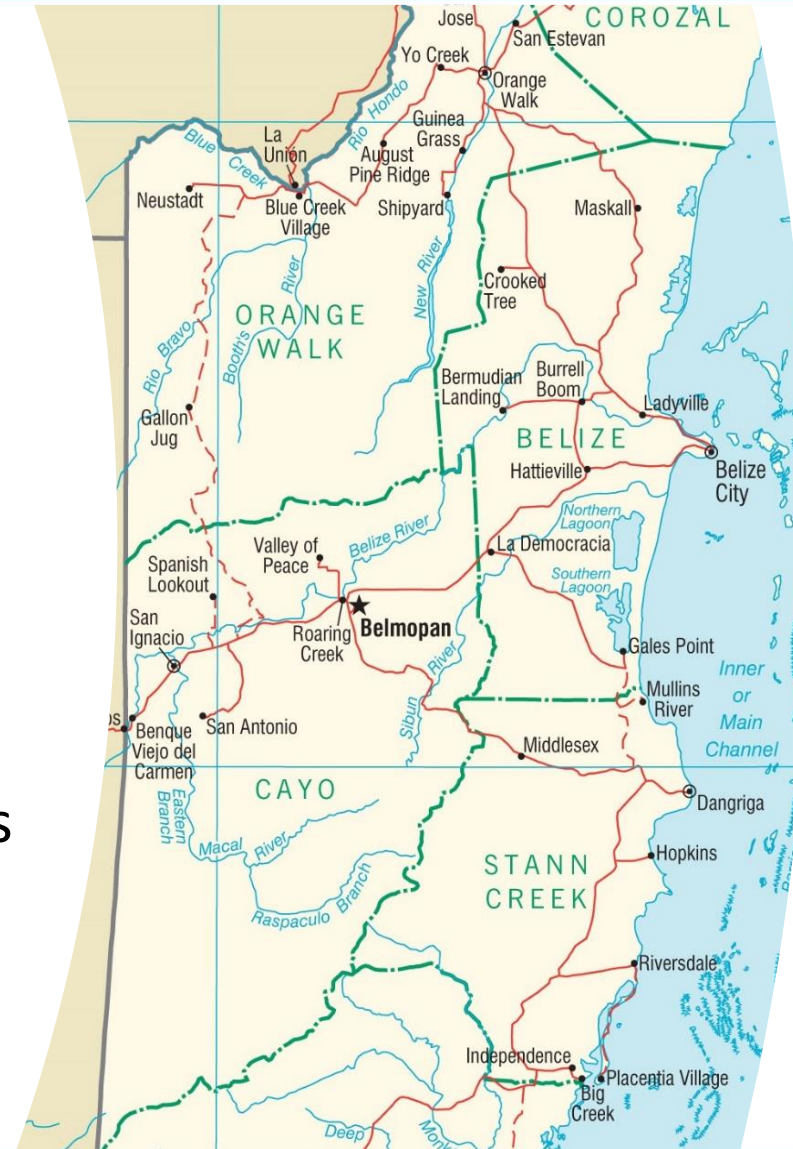 Jose
COROZAL
San Estevan
Yo Creek
Orange
Walk
Rio Hondo
Guinea
Grass
La
Unión
Blue Creek
August
Pine Ridge
Neustadt
Blue Creek
Village
Shipyard
Maskall
New River
River
Booth's
Crooked
Tree
ORANGE
WALK
Rio Bravo
Bermudian
Landing
Burrell
Boom
Ladyville
Gallon
Jug
BELIZE
Hattieville
Belize
City
Northern
Lagoon
Belize River
Valley of
Peace
La Democracia
Spanish
Lookout
Southern
Lagoon
San
Ignacio
Roaring
Creek
Belmopan
Gales Point
Sibun River
Inner
or
Main
Channel
Mullins
River
os
Benque
Viejo del
Carmen
San Antonio
Middlesex
CAYO
Eastern
Branch
Dangriga
Macal River
Hopkins
STANN
CREEK
Raspaculo Branch
s
Riversdale
Independence
Placentia Village
Big
Creek
Deep
Monk